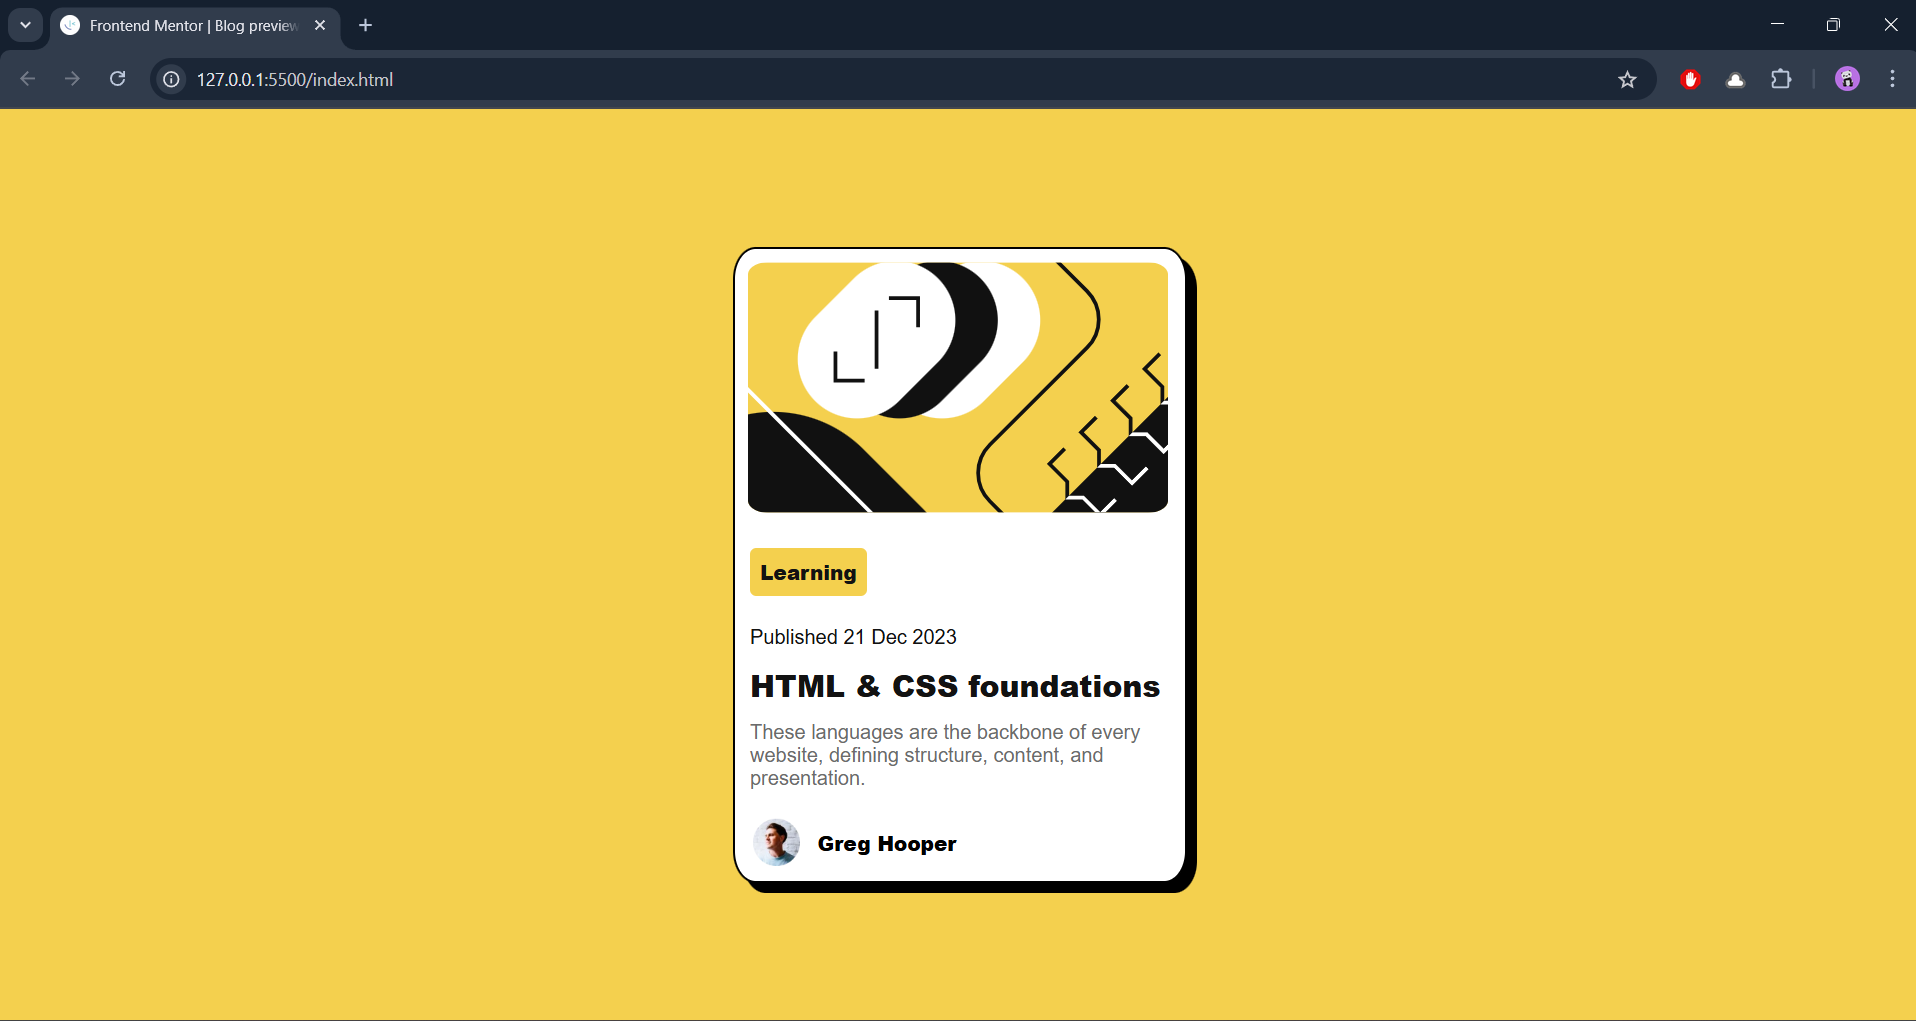 Frontend Mentor | Blog preview
127.0.0.1:5500/index.html
Learning
Published 21 Dec 2023
HTML & CSS foundations
These languages are the backbone of every
website, defining structure, content, and
presentation.
Greg Hooper